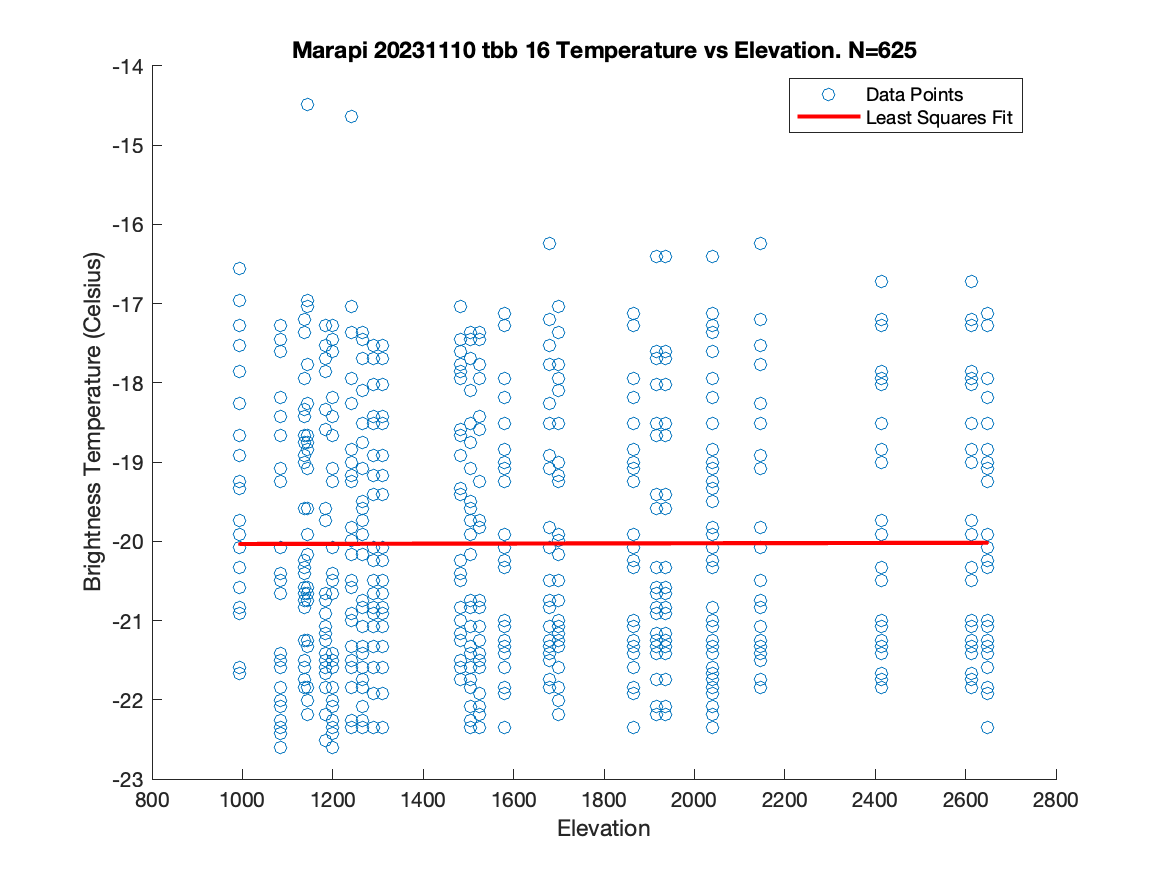 Marapi 20231110 tbb 16 Temperature vs Elevation. N=625
Data Points
Least Squares Fit
Brightness Temperature (Celsius)
-14
-15
-16
-17
-18
-19
-20
-21
-22
-23
800 1000 1200 1400 1600 1800 2000 2200 2400 2600 2800
Elevation